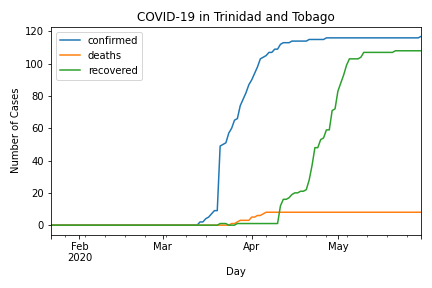 COVID-19 in Trinidad and Tobago
confirmed
deaths
recovered
Number of Cases
120
100
80
60
40
20
0
Feb Mar Apr May
2020
Day